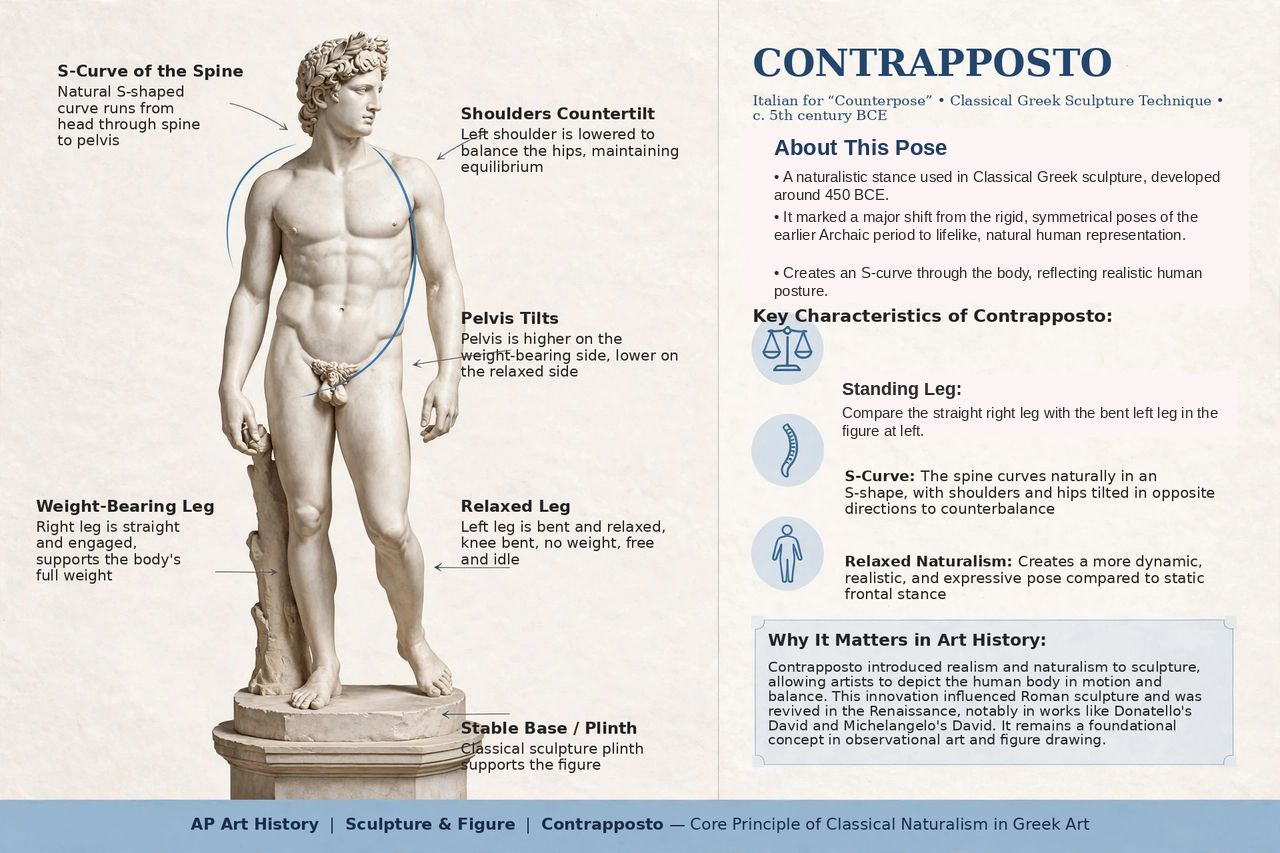 S-Curve of the Spine
Natural S-shaped
curve runs from
head through spine
to pelvis
Shoulders Countertilt
Left shoulder is lowered to
balance the hips, maintaining
equilibrium
Pelvis Tilts
Pelvis is higher on the
weight-bearing side, lower on
the relaxed side
Weight-Bearing Leg
Right leg is straight
and engaged,
supports the body's
full weight
Relaxed Leg
Left leg is bent and relaxed,
knee bent, no weight, free
and idle
Stable Base / Plinth
Classical sculpture plinth
supports the figure
CONTRAPPOSTO
Italian for “Counterpose” • Classical Greek Sculpture Technique •
c. 5th century BCE
About This Pose
• A naturalistic stance used in Classical Greek sculpture, developed
around 450 BCE.
• It marked a major shift from the rigid, symmetrical poses of the
earlier Archaic period to lifelike, natural human representation.
• Creates an S-curve through the body, reflecting realistic human
posture.
Key Characteristics of Contrapposto:
Standing Leg:
Compare the straight right leg with the bent left leg in the
figure at left.
S-Curve: The spine curves naturally in an
S-shape, with shoulders and hips tilted in opposite
directions to counterbalance
Relaxed Naturalism: Creates a more dynamic,
realistic, and expressive pose compared to static
frontal stance
Why It Matters in Art History:
Contrapposto introduced realism and naturalism to sculpture,
allowing artists to depict the human body in motion and
balance. This innovation influenced Roman sculpture and was
revived in the Renaissance, notably in works like Donatello's
David and Michelangelo's David. It remains a foundational
concept in observational art and figure drawing.
AP Art History | Sculpture & Figure | Contrapposto — Core Principle of Classical Naturalism in Greek Art